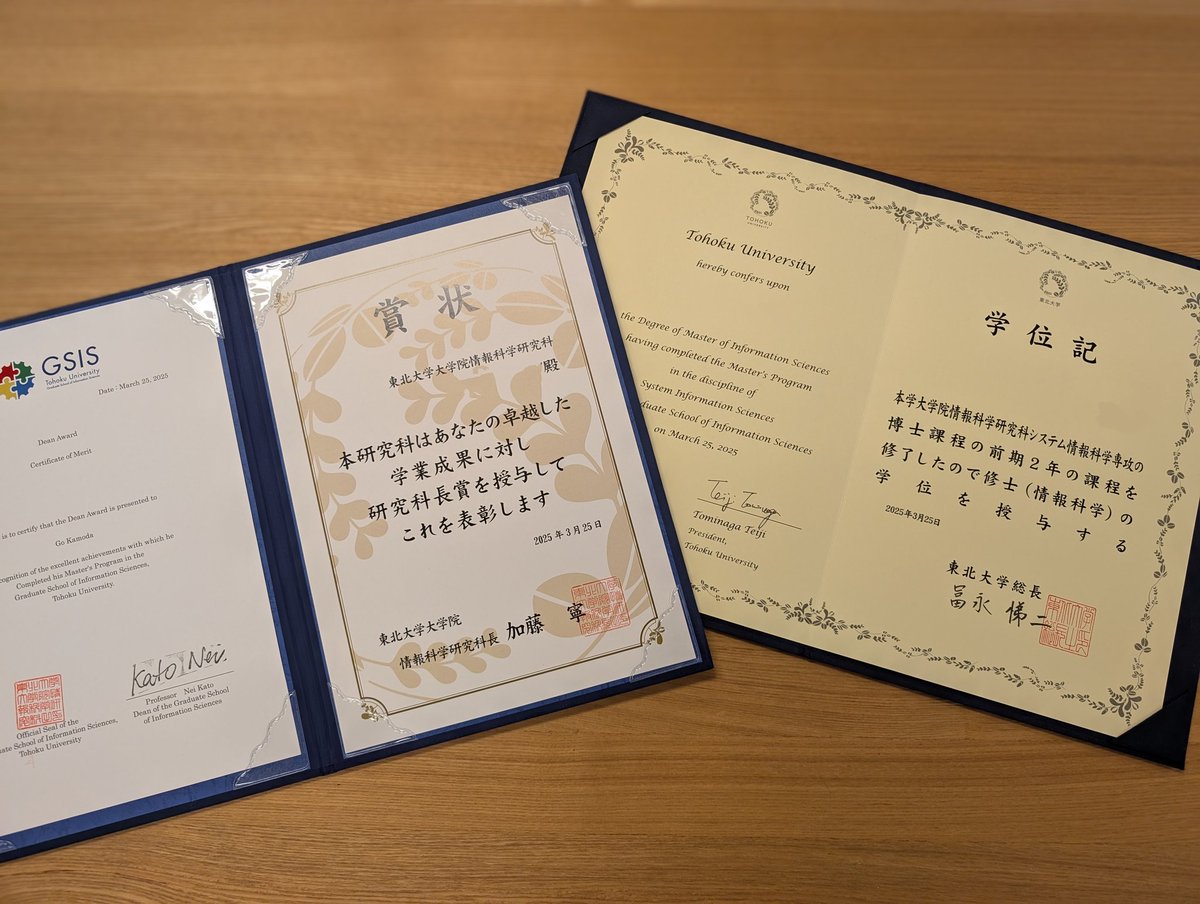 GSIS
Tohoku University
Graduate School of Information Sciences
Date : March 25, 2025
Dean Award
Certificate of Merit
is to certify that the Dean Award is presented to
Go Kamoda
recognition of the excellent achievements with which he
Completed his Master's Program in the
Graduate School of Information Sciences,
Tohoku University.
Kato Nei.
Professor Nei Kato
Dean of the Graduate School
of Information Sciences
Official Seal of the
School of Information Sciences,
Tohoku University
賞状
東北大学大学院情報科学研究科
殿
本研究科はあなたの卓越した
学業成果に対し
研究科長賞を授与して
これを表彰します
2025年3月25日
東北大学大学院
情報科学研究科長 加藤 寧
TOHOKU
UNIVERSITY
Tohoku University
hereby confers upon
the Degree of Master of Information Sciences
having completed the Master's Program
in the discipline of
System Information Sciences
School of Information Sciences
on March 25, 2025
Tominaga Teiji
President,
Tohoku University
東北大学
学位記
本学大学院情報科学研究科システム情報科学専攻の
博士課程の前期2年の課程を
修了したので修士(情報科学)の
学位を授与する
2025年3月25日
東北大学総長
冨永悌二